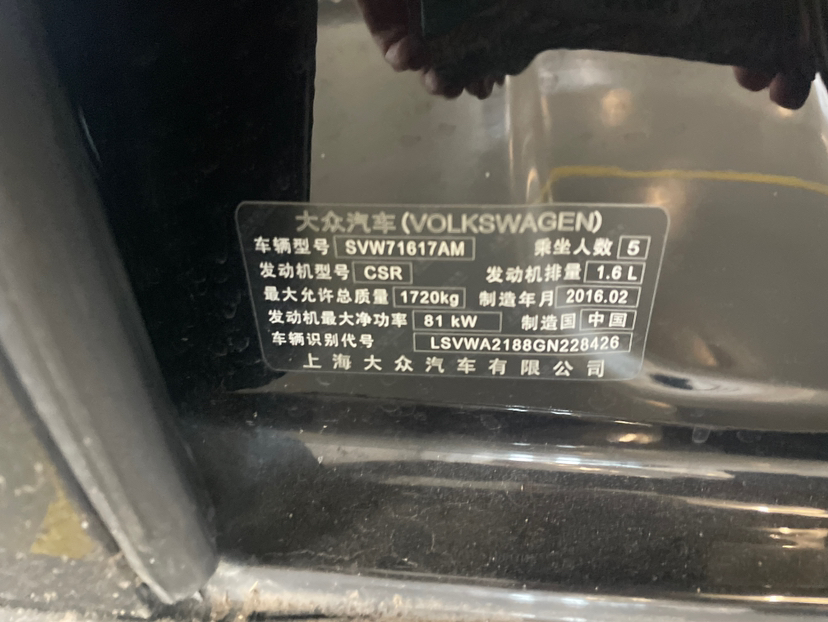 大众汽车(VOLKSWAGEN)
车辆型号 SVW71617AM 乘坐人数 5
发动机型号 CSR 发动机排量 1.6 L
最大允许总质量 1720kg 制造年月 2016.02
发动机最大净功率 81 kW 制造国 中国
车辆识别代号 LSVWA2188GN228426
上海大众汽车有限公司